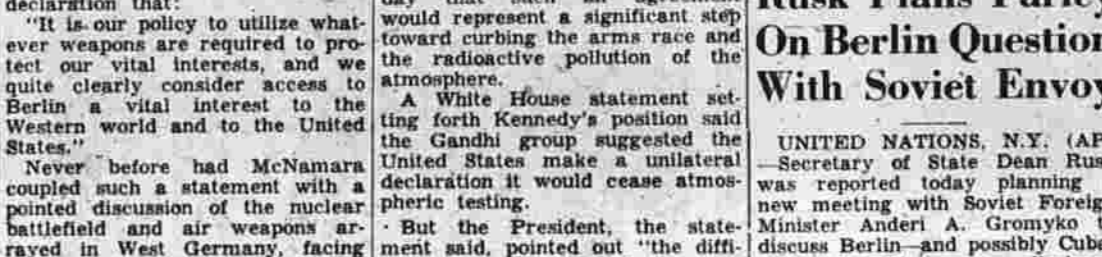 declaration that:
"It is our policy to utilize what-
ever weapons are required to pro-
tect our vital interests, and we
quite clearly consider access to
Berlin a vital interest to the
Western world and to the United
States."
Never before had McNamara
coupled such a statement with a
pointed discussion of the nuclear
battlefield and air weapons ar-
rayed in West Germany, facing
would represent a significant step
toward curbing the arms race and
the radioactive pollution of the
atmosphere.
A White House statement set-
ting forth Kennedy's position said
the Gandhi group suggested the
United States make a unilateral
declaration it would cease atmos-
pheric testing.
But the President, the state-
ment said, pointed out "the diffi-
Rusk Plans Parley
On Berlin Question
With Soviet Envoy
UNITED NATIONS, N.Y. (AP
—Secretary of State Dean Rus
was reported today planning
new meeting with Soviet Foreig
Minister Anderi A. Gromyko
discuss Berlin—and possibly Cuba